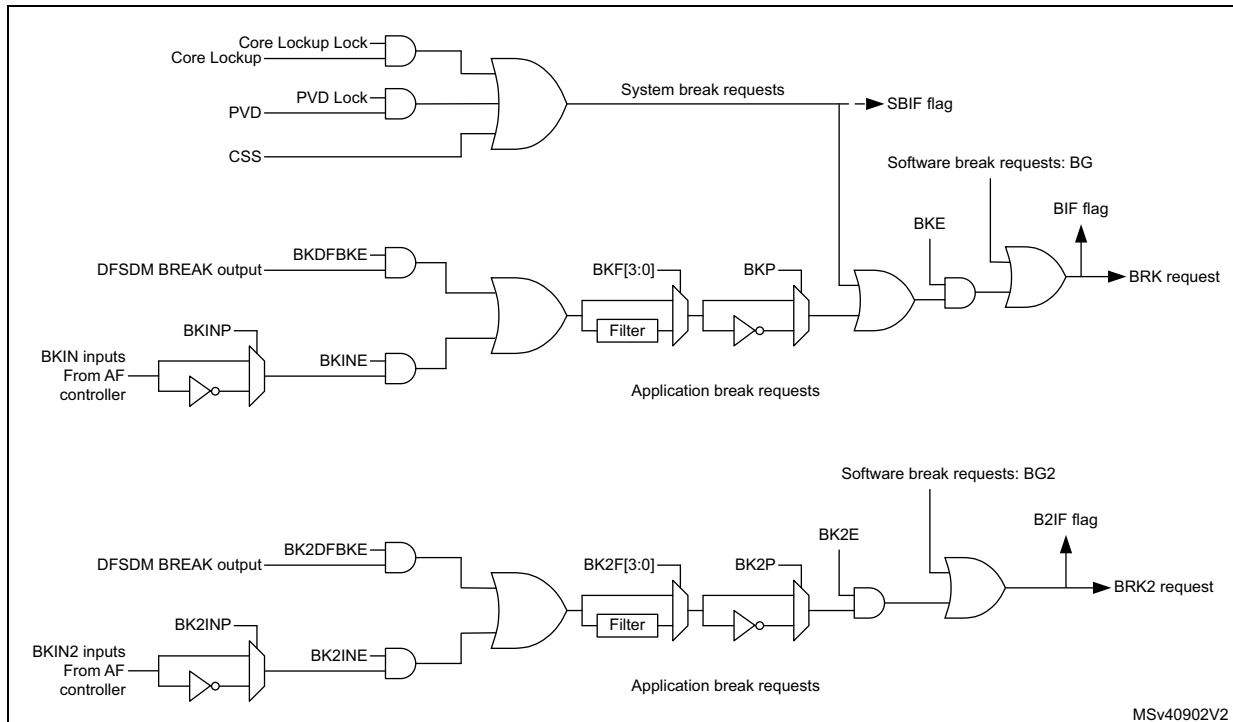 Core Lockup Lock
Core Lockup
System break requests
PVD Lock
SBIF flag
PVD
CSS
Software break requests: BG
BIF flag
BKE
BKDFBKE
DFSDM BREAK output
BKF[3:0]
BKP
BRK request
BKINP
Filter
BKIN inputs
From AF
controller
BKINE
Application break requests
Software break requests: BG2
B2IF flag
BK2E
BK2DFBKE
DFSDM BREAK output
BK2F[3:0]
BK2P
BRK2 request
BK2INP
Filter
BKIN2 inputs
From AF
controller
BK2INE
Application break requests
MSv40902V2